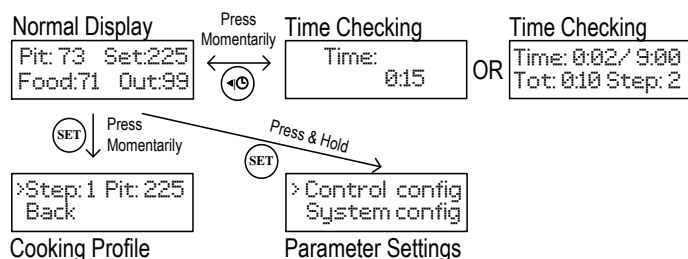 Normal Display
Press
Momentarily
Time Checking
Time Checking
Pit: 73 Set:225
Food:71 Out:99
Time:
0:15
OR
Time: 0:02/ 9:00
Tot: 0:10 Step: 2
SET
Press
Momentarily
Press & Hold
SET
>Step: 1 Pit: 225
Back
> Control config
System config
Cooking Profile
Parameter Settings